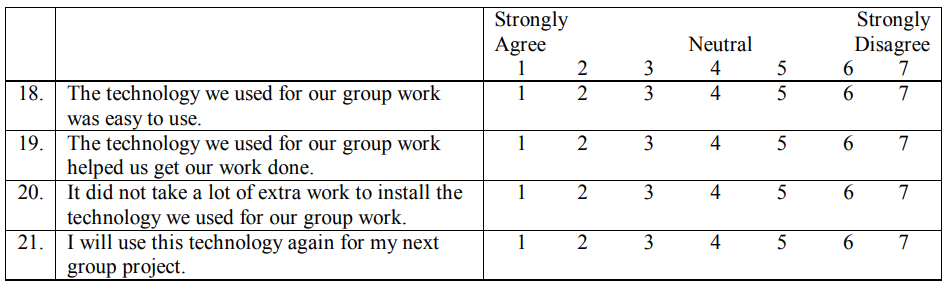 Strongly Strongly
Agree Neutral Disagree
1 2 3 4 5 6 7
18. The technology we used for our group work 1 2 3 4 5 6 7
was easy to use.
19. The technology we used for our group work 1 2 3 4 5 6 7
helped us get our work done.
20. It did not take a lot of extra work to install the 1 2 3 4 5 6 7
technology we used for our group work.
21. I will use this technology again for my next 1 2 3 4 5 6 7
group project.